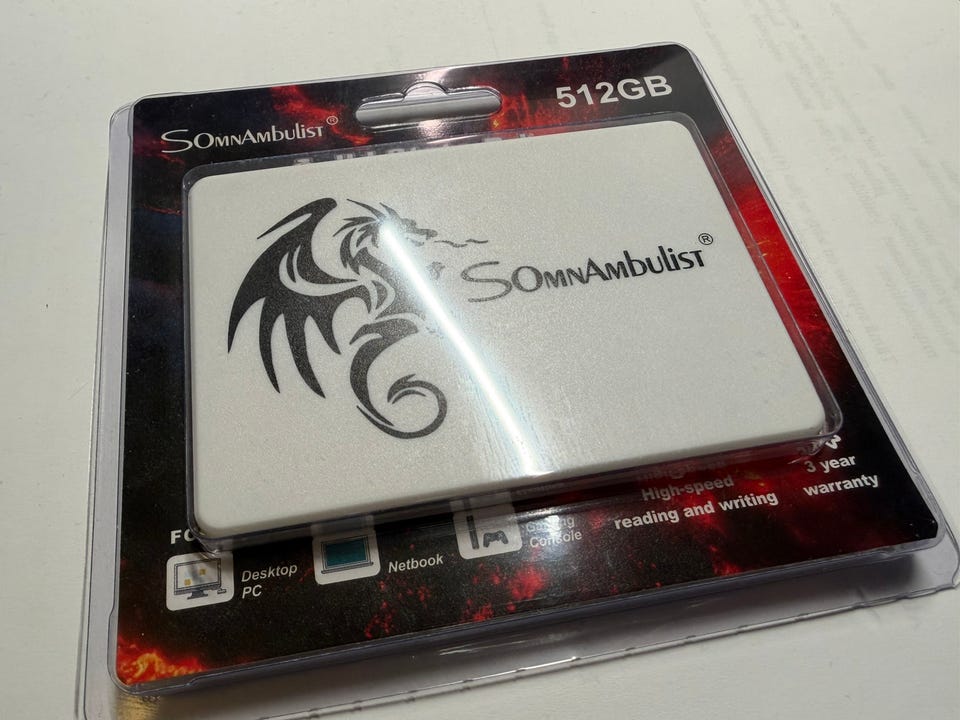 SOmnAmbulisT®
512GB
SOmnAmbulisT®
High-speed
reading and writing
3 year
warranty
Desktop
PC
Netbook
Console